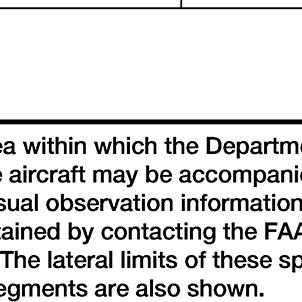 ea within which the Departme
e aircraft may be accompanie
sual observation information
tained by contacting the FAA
The lateral limits of these sp
egments are also shown.